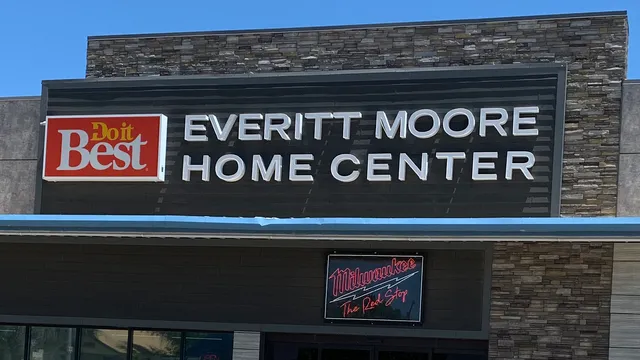 Do it
Best
EVERITT MOORE
HOME CENTER
Milwaukee
The Red Stop